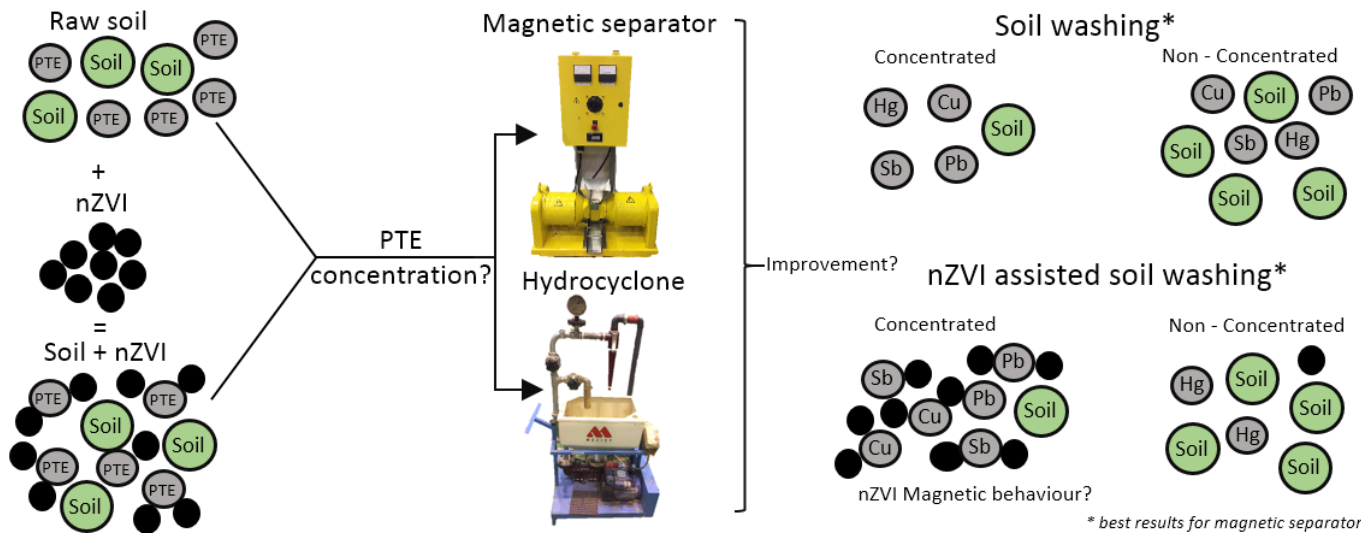 Raw soil
PTE
PTE
Soil
Soil
PTE
Soil
PTE
PTE
+
nZVI
=
Soil + nZVI
PTE
PTE
Soil
Soil
PTE
PTE
PTE
Soil
PTE
concentration?
Magnetic separator
Hydrocyclone
Improvement?
Soil washing*
Concentrated
Hg
Cu
Soil
Sb
Pb
Non - Concentrated
Cu
Soil
Pb
Soil
Sb
Hg
Soil
Soil
nZVI assisted soil washing*
Concentrated
Sb
Pb
Cu
Pb
Soil
Cu
Sb
nZVI Magnetic behaviour?
Non - Concentrated
Hg
Soil
Soil
Soil
Hg
Soil
* best results for magnetic separator